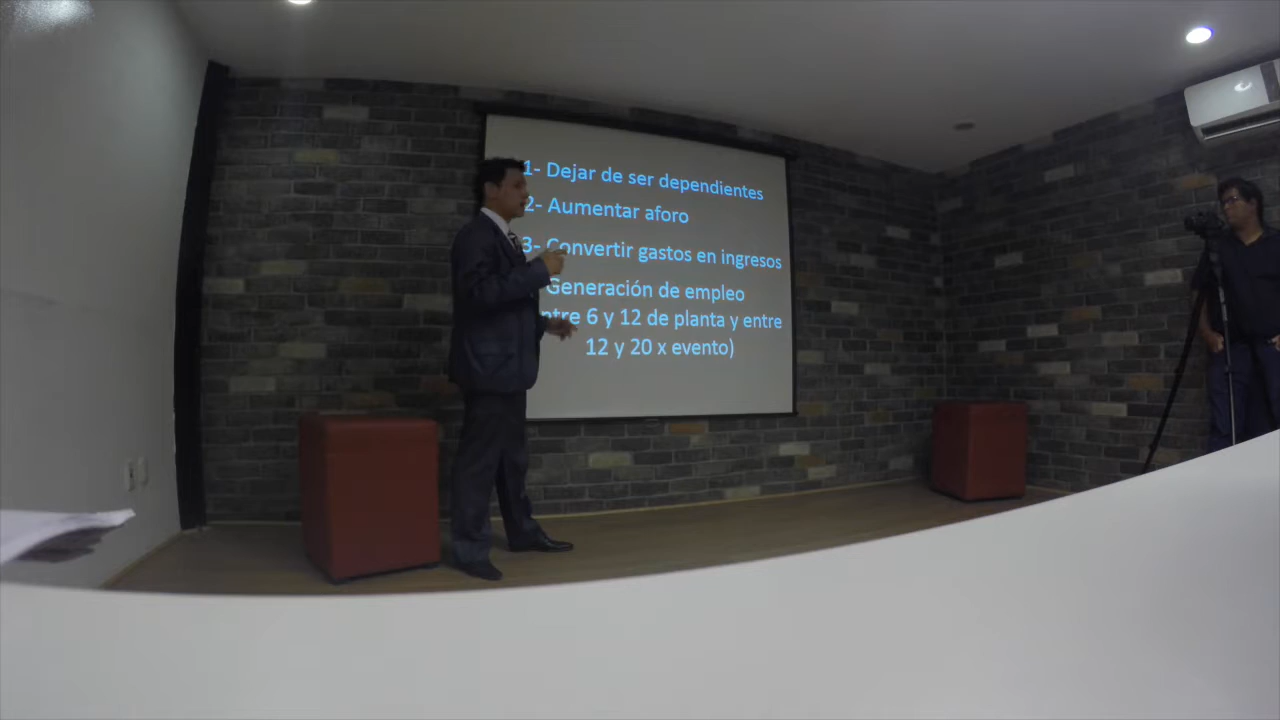 1- Dejar de ser dependientes
2- Aumentar aforo
3- Convertir gastos en ingresos
Generación de empleo
6 y 12 de planta y entre
12 y 20 x evento)